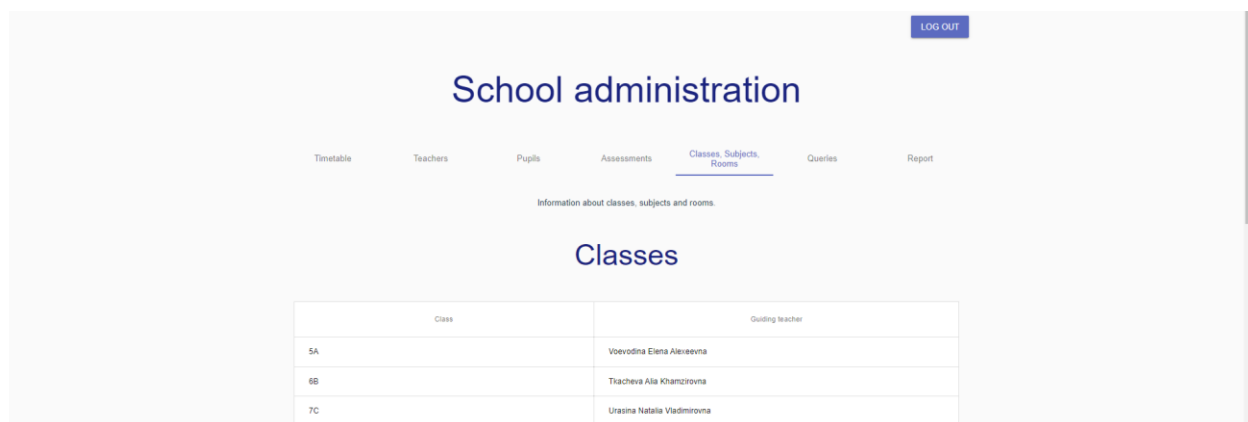 LOG OUT
School administration
Timetable Teachers Pupils Assessments Classes, Subjects, Rooms Queries Report
Information about classes, subjects and rooms.
Classes
Class Guiding teacher
5A Voevodina Elena Alexeevna
6B Tkacheva Alia Khamzirovna
7C Urasina Natalia Vladimirovna